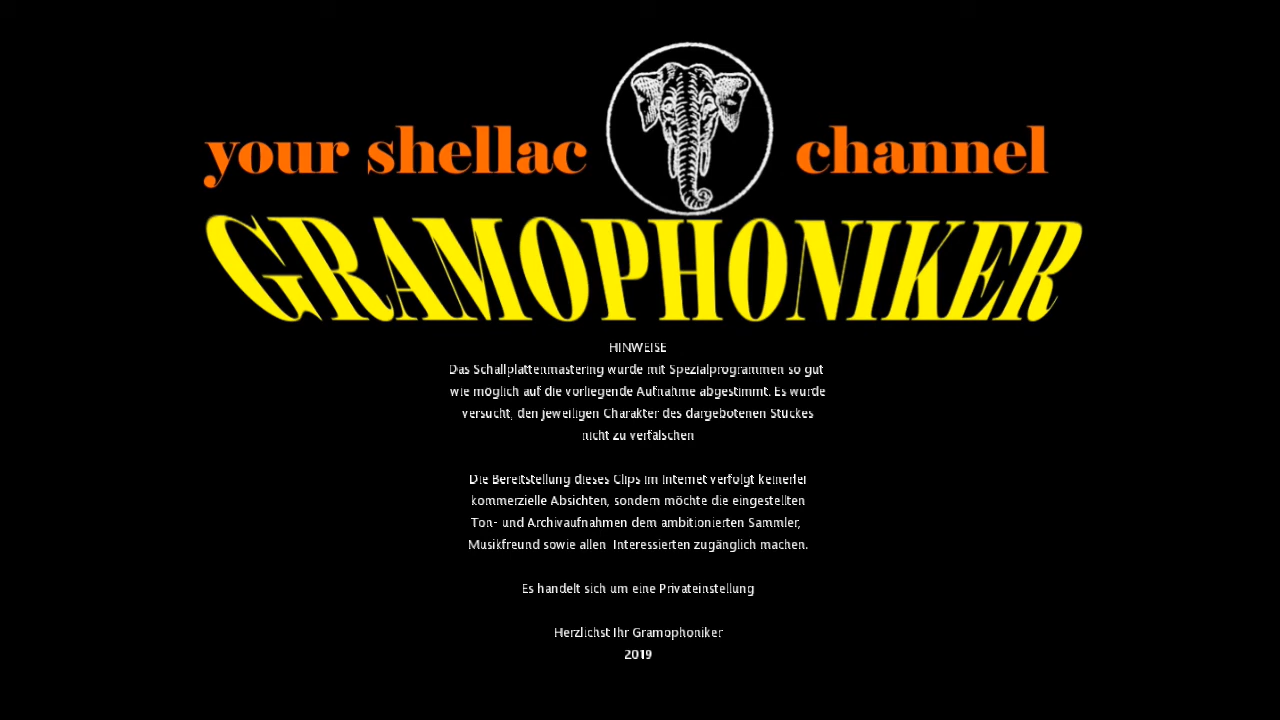 your shellac channel
GRAMOPHONIKER
HINWEISE
Das Schallplattenmastering wurde mit Spezialprogrammen so gut
wie möglich auf die vorliegende Aufnahme abgestimmt. Es wurde
versucht, den jeweiligen Charakter des dargebotenen Stückes
nicht zu verfälschen
Die Bereitstellung dieses Clips im Internet verfolgt keinerlei
kommerzielle Absichten, sondern möchte die eingestellten
Ton- und Archivaufnahmen dem ambitionierten Sammler,
Musikfreund sowie allen Interessierten zugänglich machen.
Es handelt sich um eine Privateinstellung
Herzlichst Ihr Gramophoniker
2019